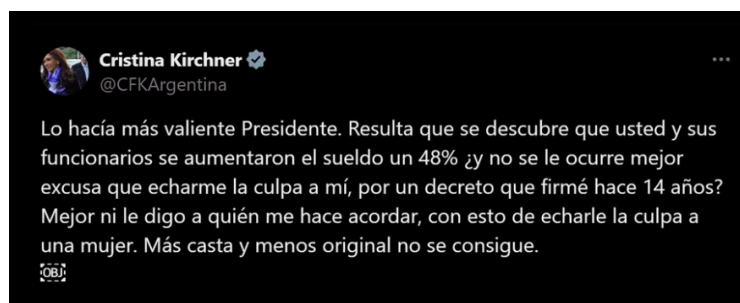 Cristina Kirchner
@CFKArgentina
Lo hacía más valiente Presidente. Resulta que se descubre que usted y sus
funcionarios se aumentaron el sueldo un 48% ¿y no se le ocurre mejor
excusa que echarme la culpa a mí, por un decreto que firmé hace 14 años?
Mejor ni le digo a quién me hace acordar, con esto de echarle la culpa a
una mujer. Más casta y menos original no se consigue.
OBJ